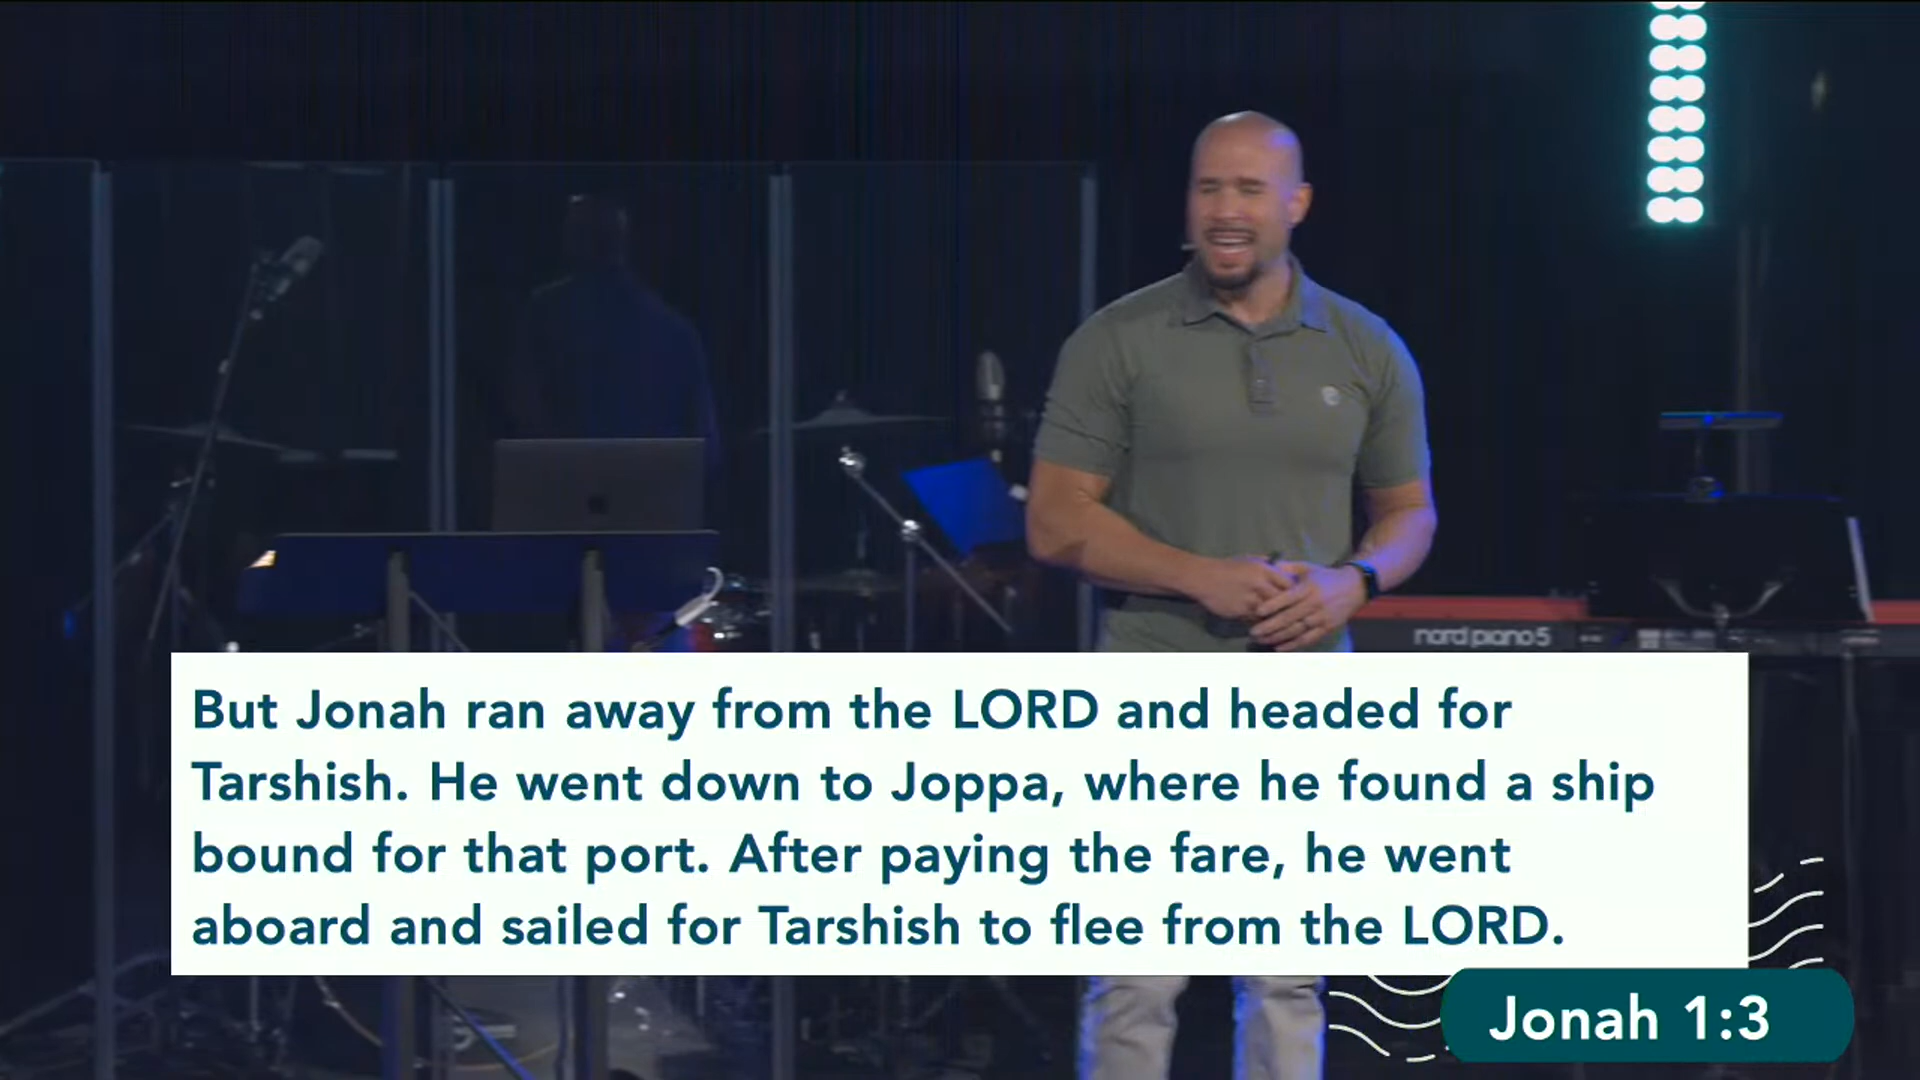 nord piano 5
But Jonah ran away from the LORD and headed for
Tarshish. He went down to Joppa, where he found a ship
bound for that port. After paying the fare, he went
aboard and sailed for Tarshish to flee from the LORD.
Jonah 1:3